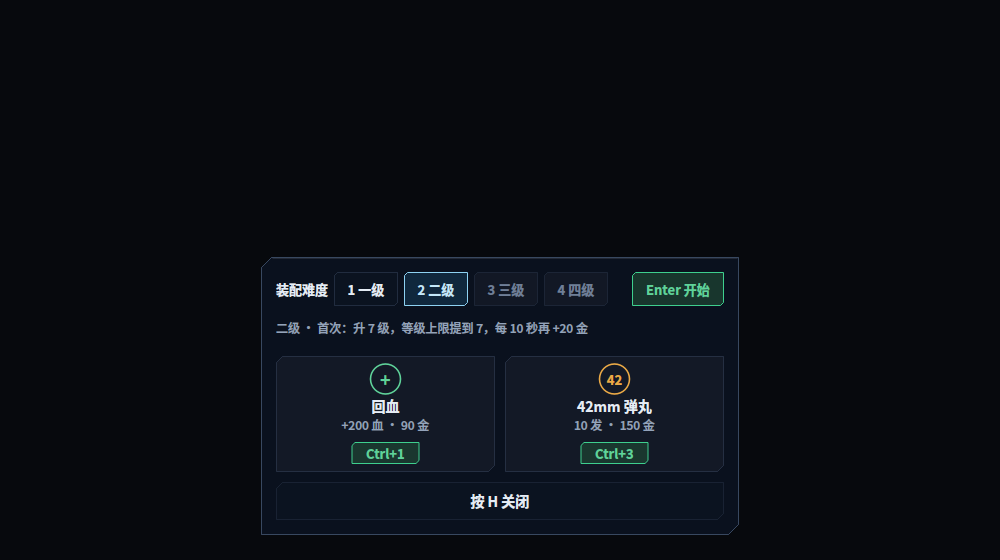 装配难度 1 一级 2 二级 3 三级 4 四级 Enter 开始
二级 · 首次：升 7 级，等级上限提到 7，每 10 秒再 +20 金
+ 42
回血 42mm 弹丸
+200 血 · 90 金 10 发 · 150 金
Ctrl+1 Ctrl+3
按 H 关闭